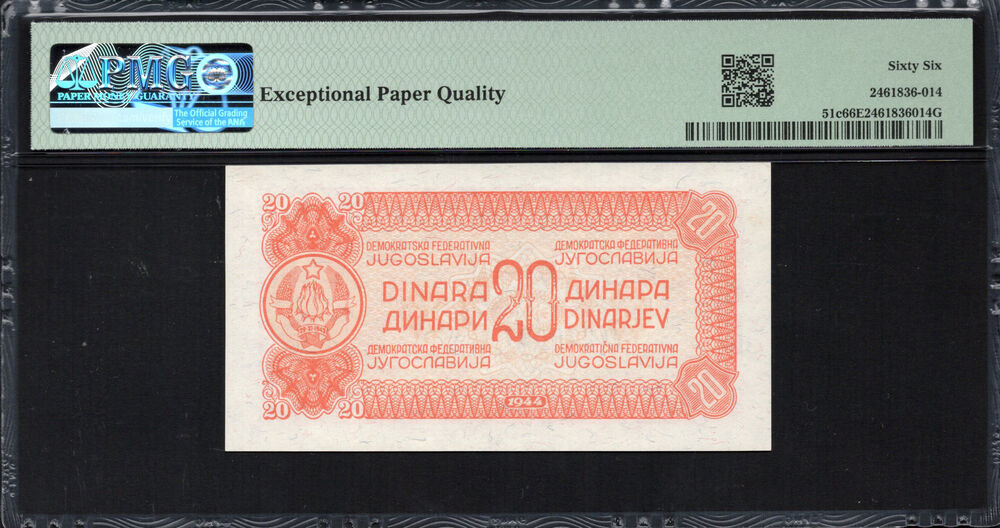 PMG
PAPER MONEY GUARANTY
The Official Grading
Service of the ANA
Exceptional Paper Quality
Sixty Six
2461836-014
51c66E2461836014G
20 20 20
DEMOKRATSKA FEDERATIVNA
JUGOSLAVIJA
ДЕМОКРАТСКА ФЕДЕРАТИВНА
ЈУГОСЛАВИЈА
DINARA 20 ДИНАРА
ДИНАРИ DINARJEV
ДЕМОКРАТСКА ФЕДЕРАТИВНА
ЈУГОСЛАВИЈА
DEMOKRATIČNA FEDERATIVNA
JUGOSLAVIJA
20 20 1944 20